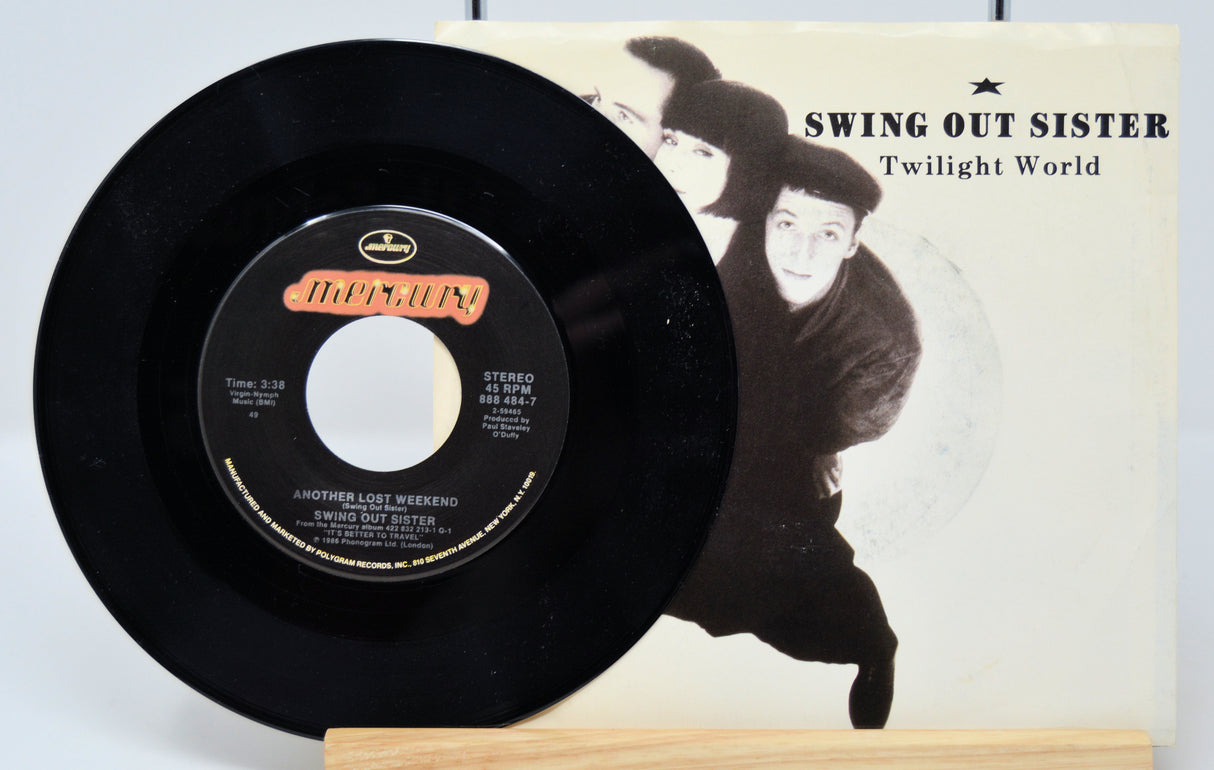 mercury
mercury
Time: 3:38
Virgin-Nymph
Music (BMI)
49
STEREO
45 RPM
888 484-7
2-59465
Produced by
Paul Staveley
O'Duffy
ANOTHER LOST WEEKEND
(Swing Out Sister)
SWING OUT SISTER
From the Mercury album 422 832 213-1 Q-1
"IT'S BETTER TO TRAVEL"
℗ 1986 Phonogram Ltd. (London)
MANUFACTURED AND MARKETED BY POLYGRAM RECORDS, INC., 810 SEVENTH AVENUE, NEW YORK, N.Y. 10019.
SWING OUT SISTER
Twilight World